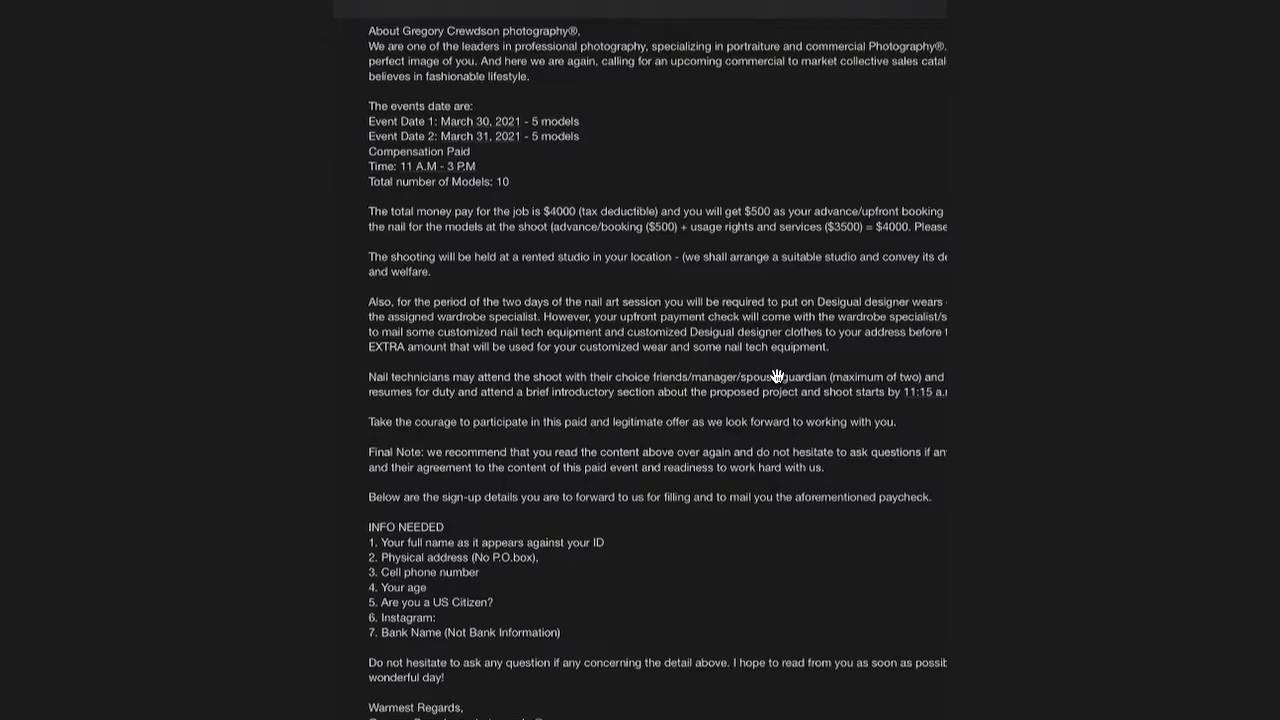 About Gregory Crewdson photography®,
We are one of the leaders in professional photography, specializing in portraiture and commercial Photography®.
perfect image of you. And here we are again, calling for an upcoming commercial to market collective sales
believes in fashionable lifestyle.
The events date are:
Event Date 1: March 30, 2021 - 5 models
Event Date 2: March 31, 2021 - 5 models
Compensation Paid
Time: 11 A.M - 3 P.M
Total number of Models: 10
The total money pay for the job is $4000 (tax deductible) and you will get $500 as your advance/upfront booking
the nail for the models at the shoot (advance/booking ($500) + usage rights and services ($3500) = $4000. Please
The shooting will be held at a rented studio in your location - (we shall arrange a suitable studio and convey its
and welfare.
Also, for the period of the two days of the nail art session you will be required to put on Desigual designer wears
the assigned wardrobe specialist. However, your upfront payment check will come with the wardrobe
to mail some customized nail tech equipment and customized Desigual designer clothes to your address before
EXTRA amount that will be used for your customized wear and some nail tech equipment.
Nail technicians may attend the shoot with their choice friends/manager/spouse/guardian (maximum of two) and
resumes for duty and attend a brief introductory section about the proposed project and shoot starts by 11:15
Take the courage to participate in this paid and legitimate offer as we look forward to working with you.
Final Note: we recommend that you read the content above over again and do not hesitate to ask questions if
and their agreement to the content of this paid event and readiness to work hard with us.
Below are the sign-up details you are to forward to us for filling and to mail you the aforementioned paycheck.
INFO NEEDED
1. Your full name as it appears against your ID
2. Physical address (No P.O.box),
3. Cell phone number
4. Your age
5. Are you a US Citizen?
6. Instagram:
7. Bank Name (Not Bank Information)
Do not hesitate to ask any question if any concerning the detail above. I hope to read from you as soon as
wonderful day!
Warmest Regards,